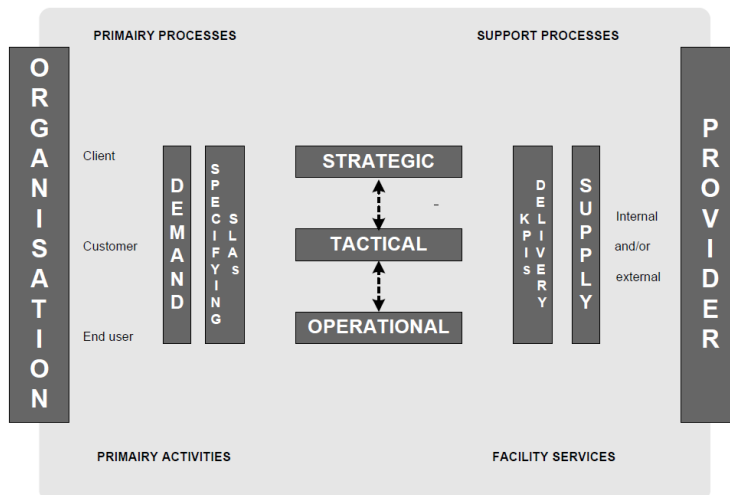 PRIMAIRY PROCESSES
SUPPORT PROCESSES
ORGANISATION
Client
Customer
End user
DEMAND
SPECIFYING
SLAs
STRATEGIC
TACTICAL
OPERATIONAL
KPIs
DELIVERY
SUPPLY
Internal
and/or
external
PROVIDER
PRIMAIRY ACTIVITIES
FACILITY SERVICES